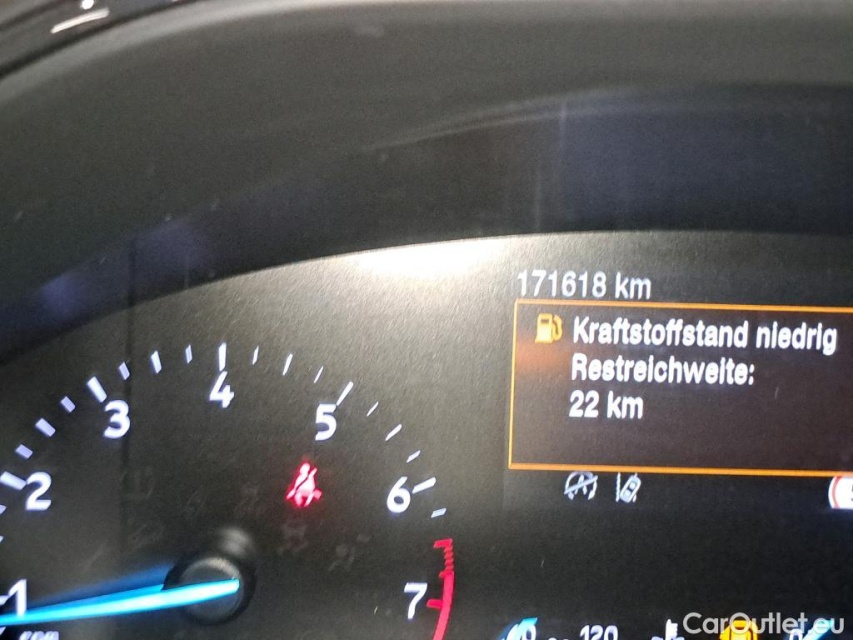 171618 km
Kraftstoffstand niedrig
Restreichweite:
22 km
4
3
5
2
6
1
7
120
CarOutlet.eu